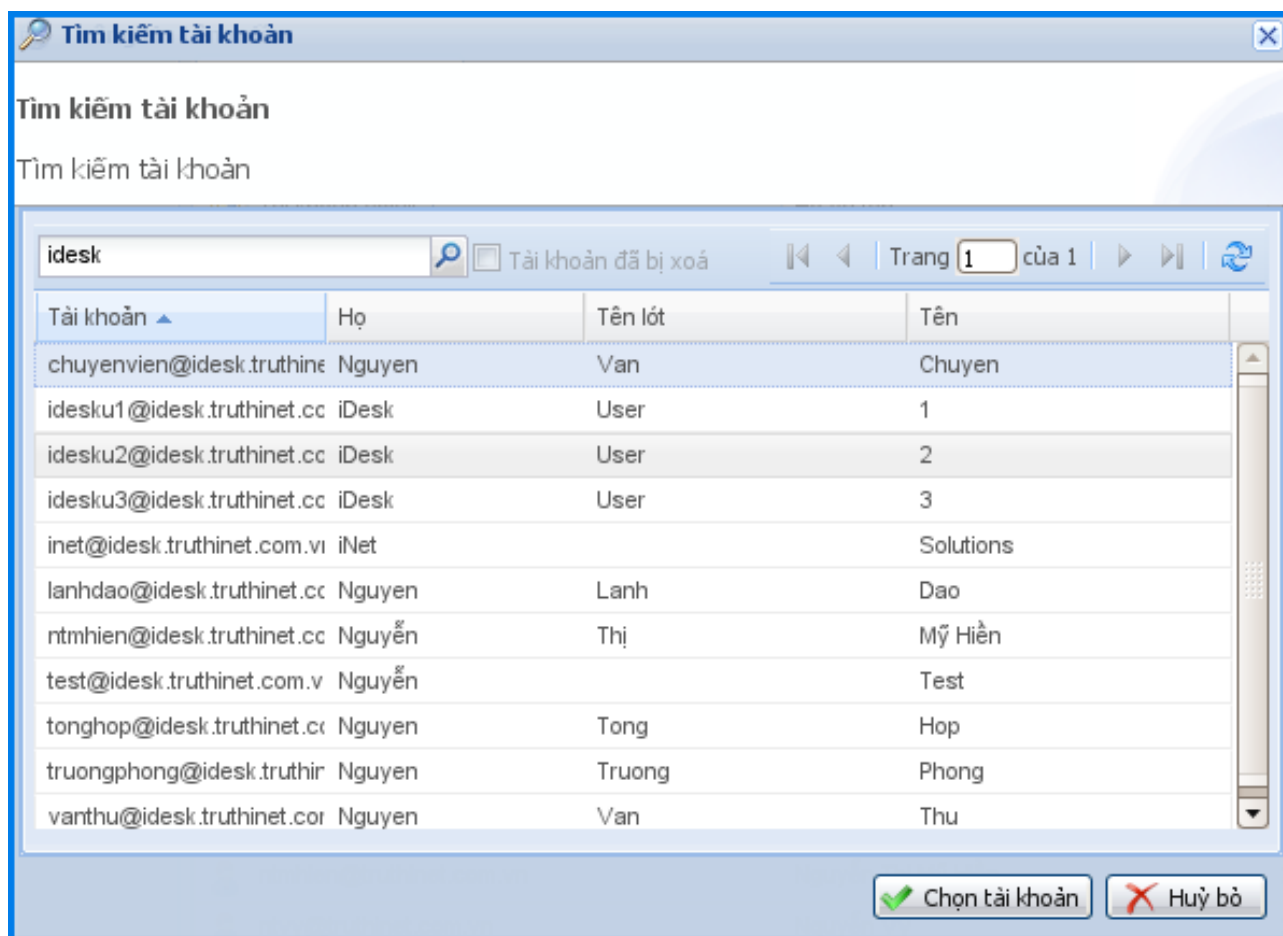 Tìm kiếm tài khoản
Tìm kiếm tài khoản
Tìm kiếm tài khoản
idesk Tài khoản đã bị xoá Trang 1 của 1
Tài khoản Họ Tên lót Tên
chuyenvien@idesk.truthine Nguyen Van Chuyen
idesku1@idesk.truthinet.cc iDesk User 1
idesku2@idesk.truthinet.cc iDesk User 2
idesku3@idesk.truthinet.cc iDesk User 3
inet@idesk.truthinet.com.vi iNet Solutions
lanhdao@idesk.truthinet.cc Nguyen Lanh Dao
ntmhien@idesk.truthinet.cc Nguyễn Thị Mỹ Hiền
test@idesk.truthinet.com.v Nguyễn Test
tonghop@idesk.truthinet.cc Nguyen Tong Hop
truongphong@idesk.truthir Nguyen Truong Phong
vanthu@idesk.truthinet.cor Nguyen Van Thu
Chọn tài khoản Huỷ bỏ